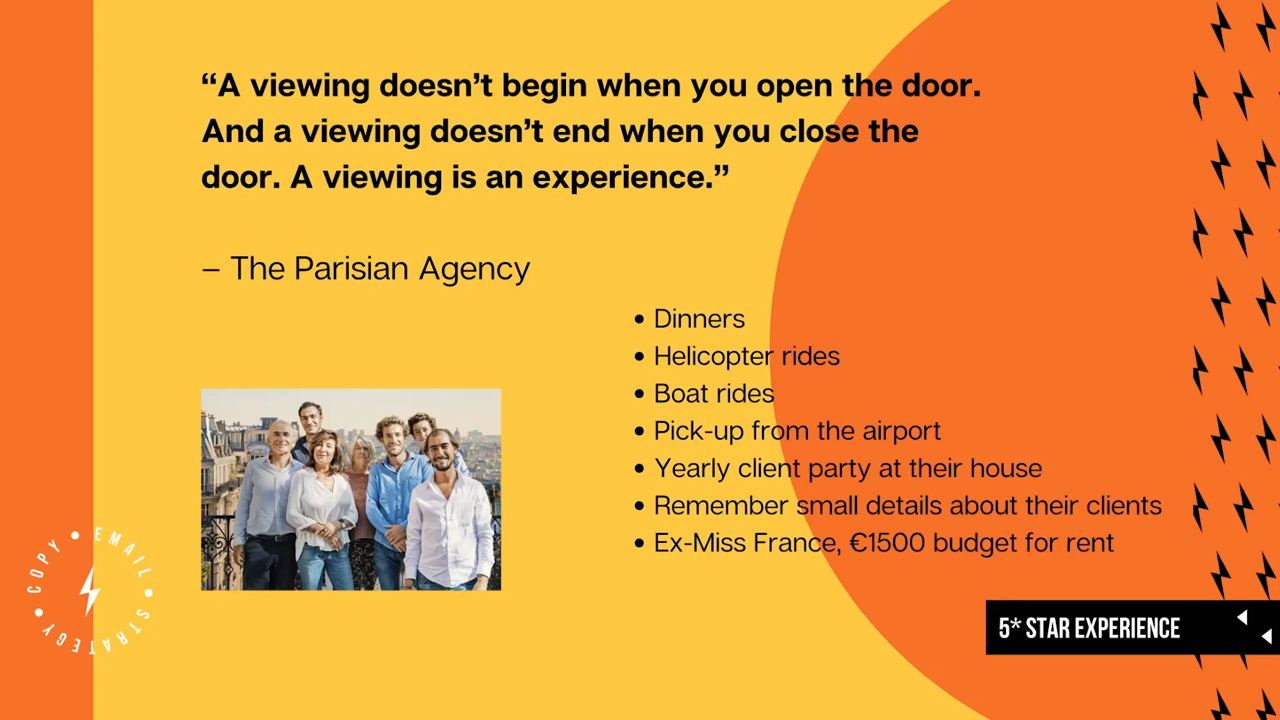 “A viewing doesn’t begin when you open the door.
And a viewing doesn’t end when you close the
door. A viewing is an experience.”
– The Parisian Agency
• Dinners
• Helicopter rides
• Boat rides
• Pick-up from the airport
• Yearly client party at their house
• Remember small details about their clients
• Ex-Miss France, €1500 budget for rent
COPY • EMAIL • STRATEGY •
5* STAR EXPERIENCE